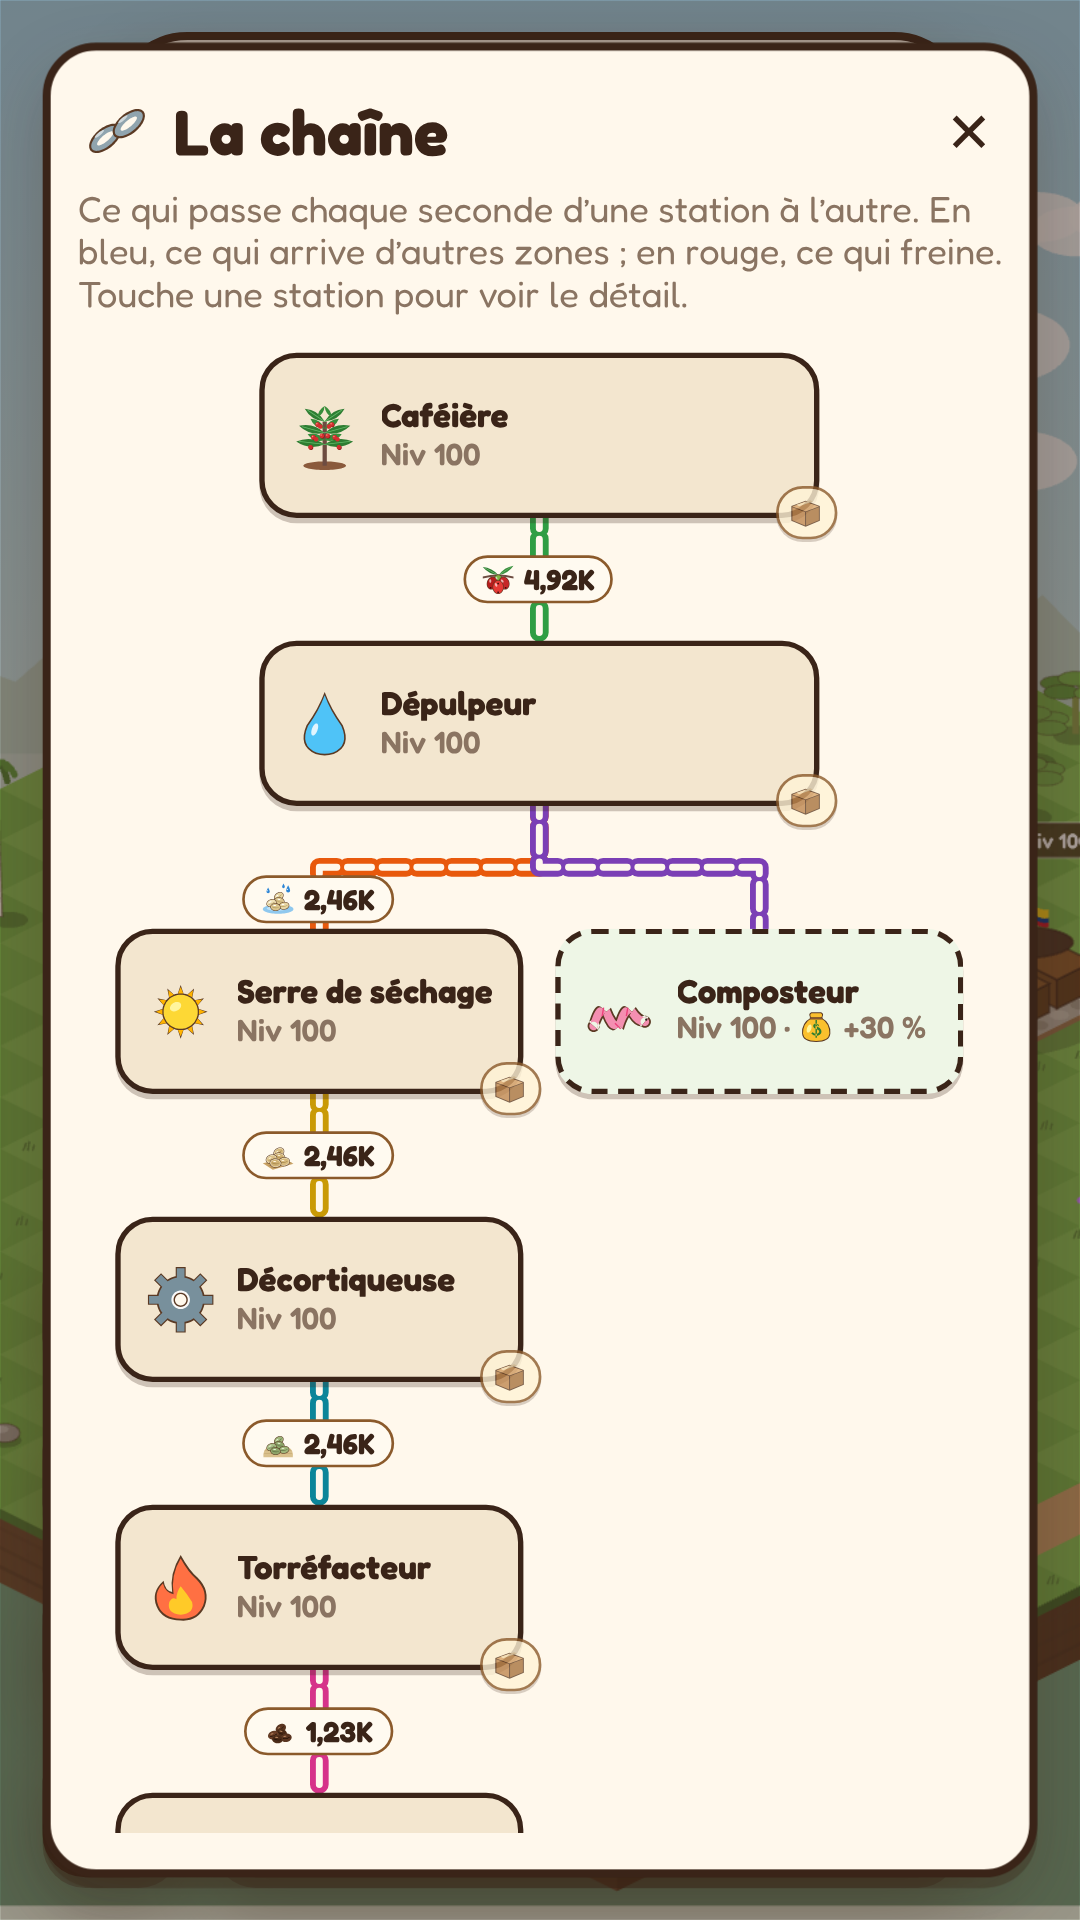 La chaîne
Ce qui passe chaque seconde d’une station à l’autre. En
bleu, ce qui arrive d’autres zones ; en rouge, ce qui freine.
Touche une station pour voir le détail.
Caféière
Niv 100
4,92K
Dépulpeur
Niv 100
2,46K
Serre de séchage
Niv 100
Composteur
Niv 100 · +30 %
2,46K
Décortiqueuse
Niv 100
2,46K
Torréfacteur
Niv 100
1,23K